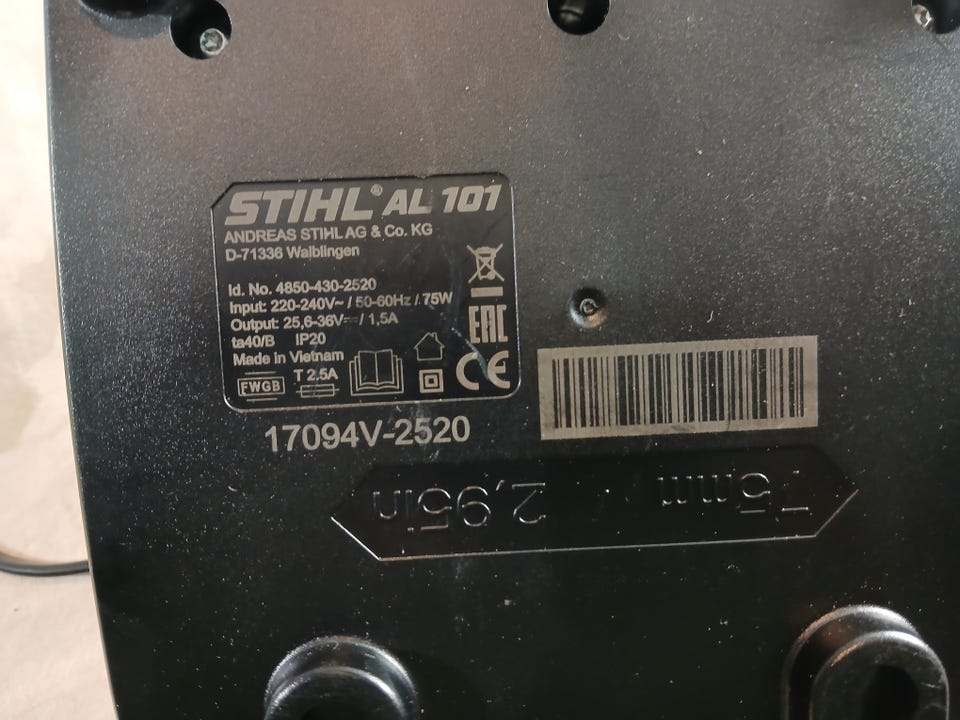 STIHL® AL 101
ANDREAS STIHL AG & Co. KG
D-71336 Waiblingen
Id. No. 4850-430-2520
Input: 220-240V~ / 50-60Hz / 75W
Output: 25,6-36V⎓ / 1,5A
ta40/B IP20
Made in Vietnam
T 2.5A
FWGB
EAC
CE
17094V-2520
75mm
2,95in